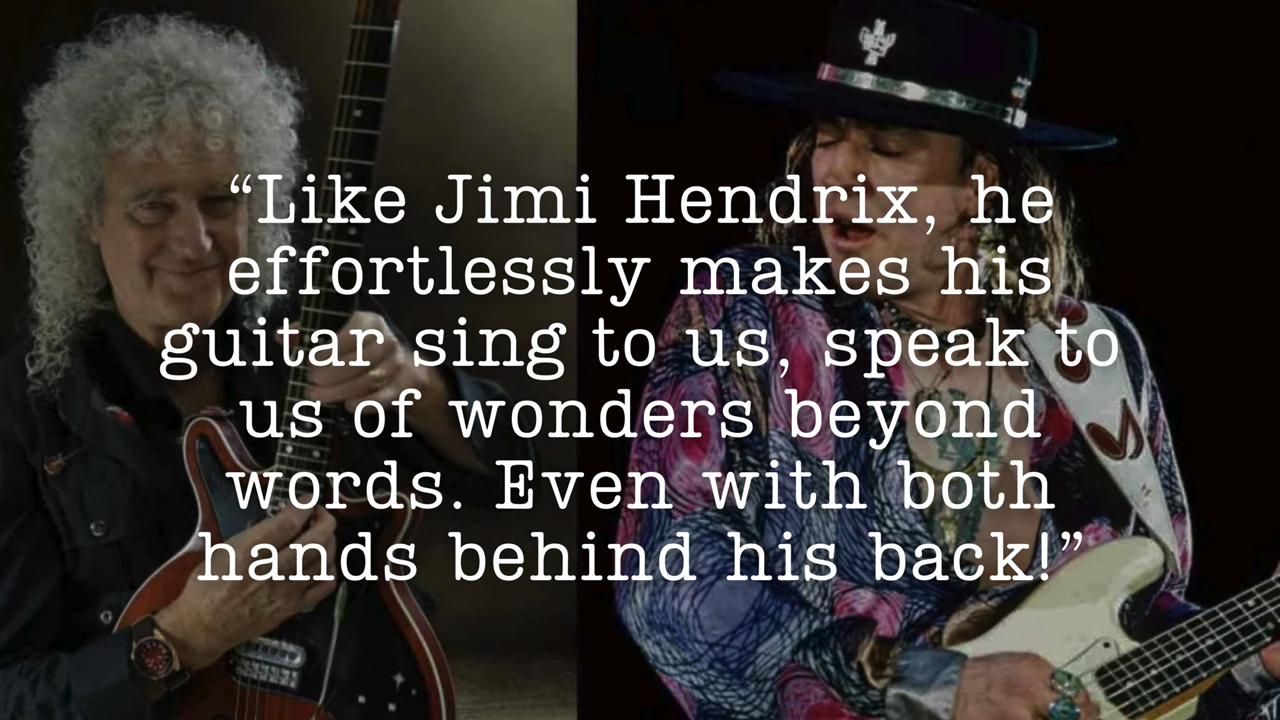 “Like Jimi Hendrix, he
effortlessly makes his
guitar sing to us, speak to
us of wonders beyond
words. Even with both
hands behind his back!”